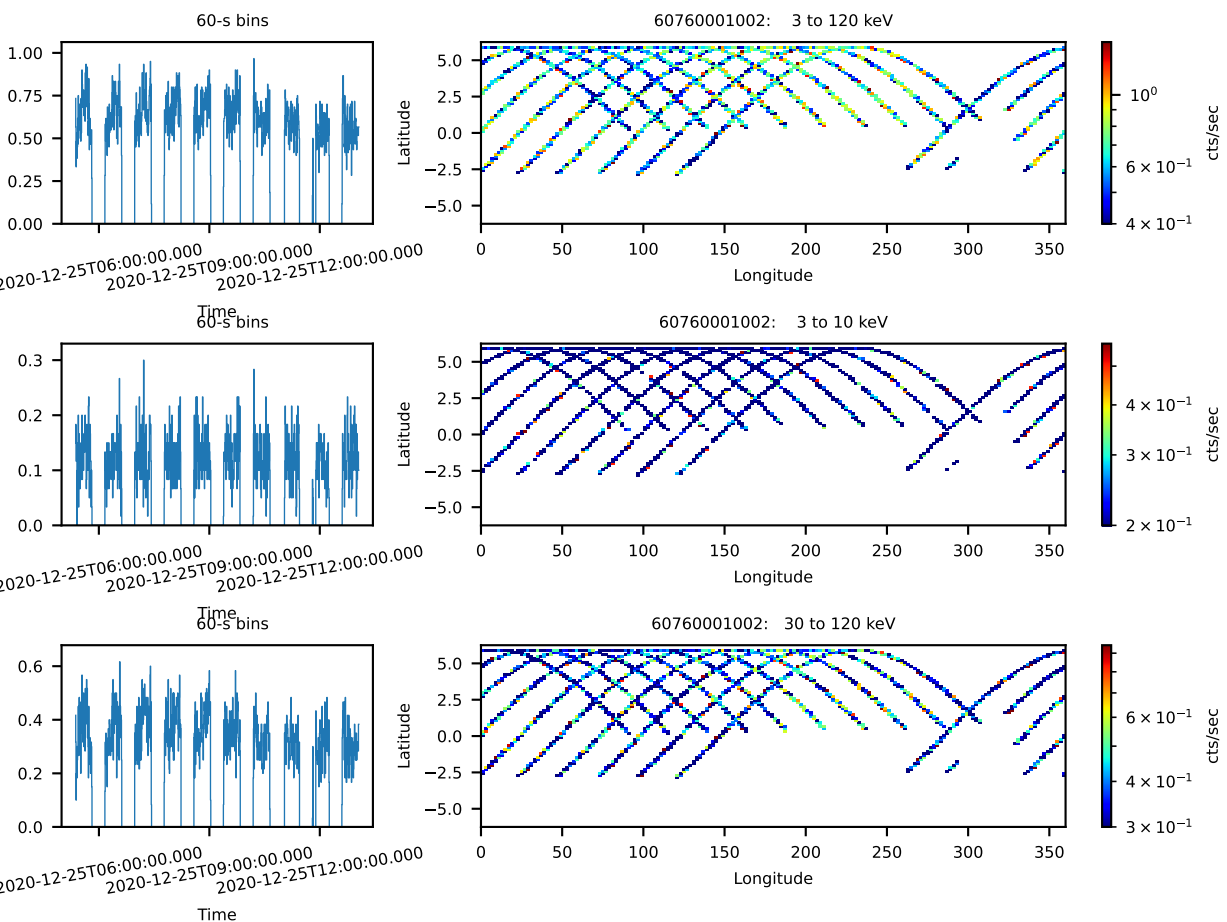 60-s bins
1.00
0.75
0.50
0.25
0.00
2020-12-25T06:00:00.000
2020-12-25T09:00:00.000
2020-12-25T12:00:00.000
Time
60760001002: 3 to 120 keV
5.0
2.5
0.0
−2.5
−5.0
Latitude
0 50 100 150 200 250 300 350
Longitude
10⁰
6 × 10⁻¹
4 × 10⁻¹
cts/sec
60-s bins
0.3
0.2
0.1
0.0
2020-12-25T06:00:00.000
2020-12-25T09:00:00.000
2020-12-25T12:00:00.000
Time
60760001002: 3 to 10 keV
5.0
2.5
0.0
−2.5
−5.0
Latitude
0 50 100 150 200 250 300 350
Longitude
4 × 10⁻¹
3 × 10⁻¹
2 × 10⁻¹
cts/sec
60-s bins
0.6
0.4
0.2
0.0
2020-12-25T06:00:00.000
2020-12-25T09:00:00.000
2020-12-25T12:00:00.000
Time
60760001002: 30 to 120 keV
5.0
2.5
0.0
−2.5
−5.0
Latitude
0 50 100 150 200 250 300 350
Longitude
6 × 10⁻¹
4 × 10⁻¹
3 × 10⁻¹
cts/sec